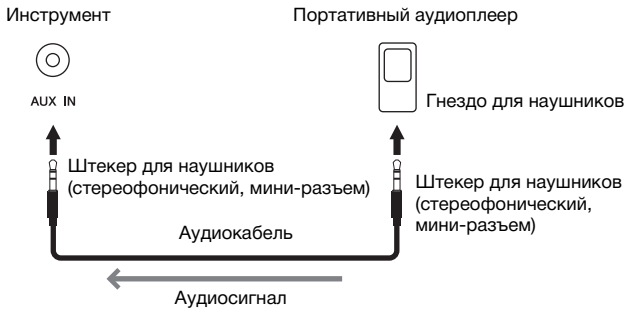 Инструмент
Портативный аудиоплеер
AUX IN
Гнездо для наушников
Штекер для наушников
(стереофонический, мини-разъем)
Штекер для наушников
(стереофонический,
мини-разъем)
Аудиокабель
Аудиосигнал